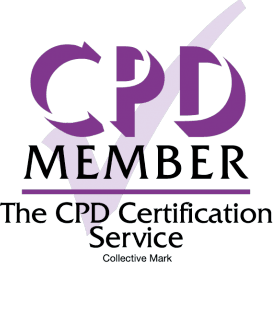 CPD
MEMBER
The CPD Certification
Service
Collective Mark